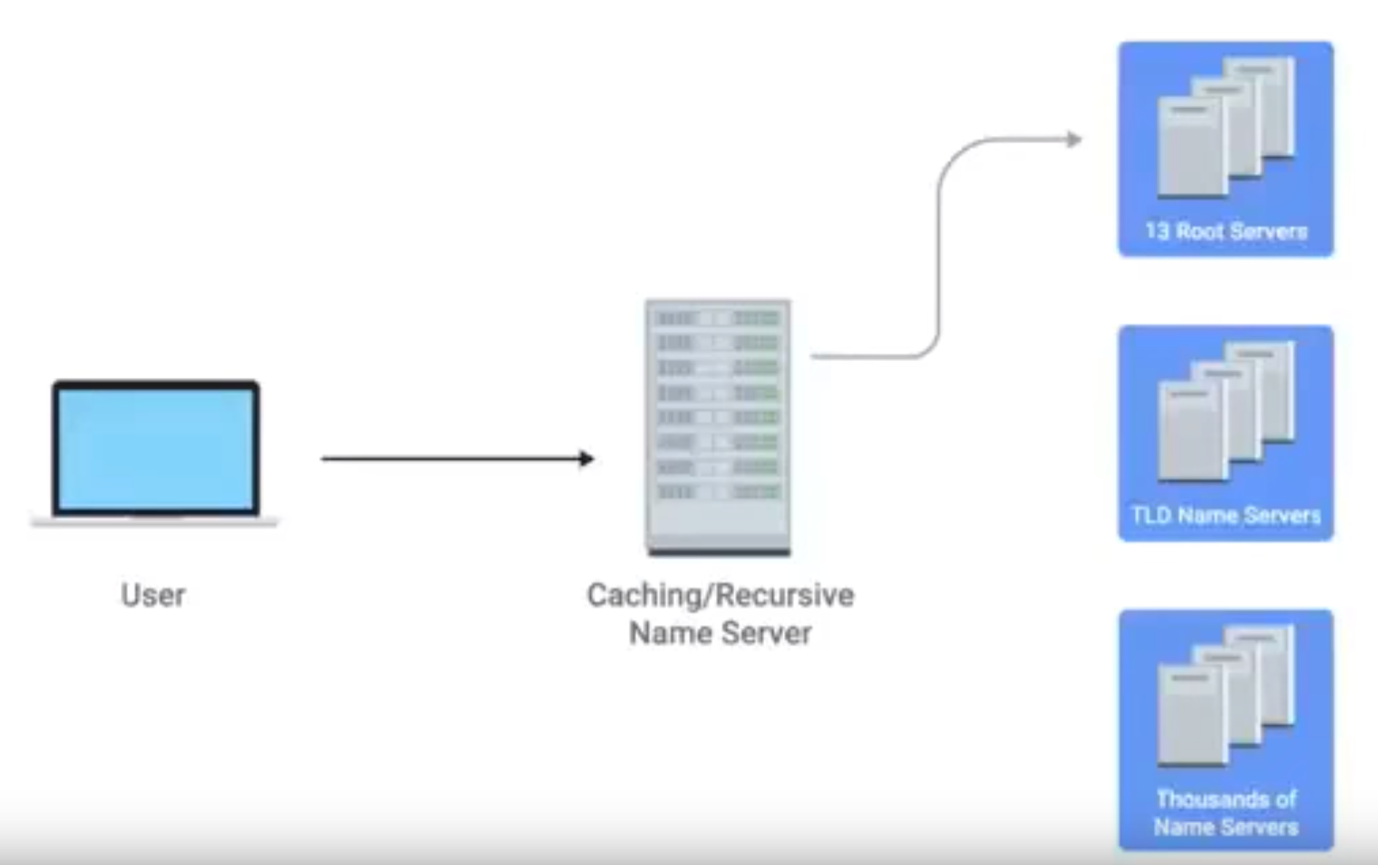 13 Root Servers
TLD Name Servers
User
Caching/Recursive
Name Server
Thousands of
Name Servers